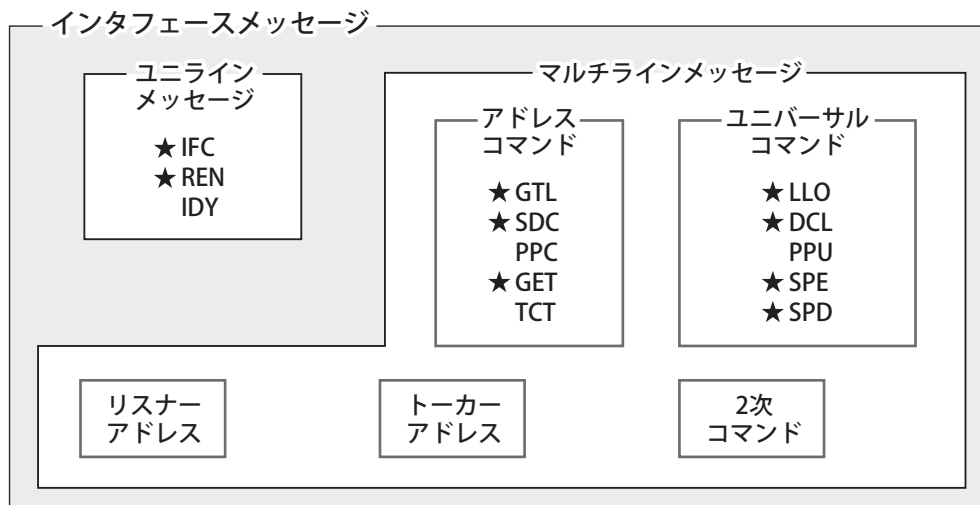 インタフェースメッセージ
ユニライン
メッセージ
★ IFC
★ REN
IDY
マルチラインメッセージ
アドレス
コマンド
★ GTL
★ SDC
PPC
★ GET
TCT
ユニバーサル
コマンド
★ LLO
★ DCL
PPU
★ SPE
★ SPD
リスナー
アドレス
トーカー
アドレス
2次
コマンド